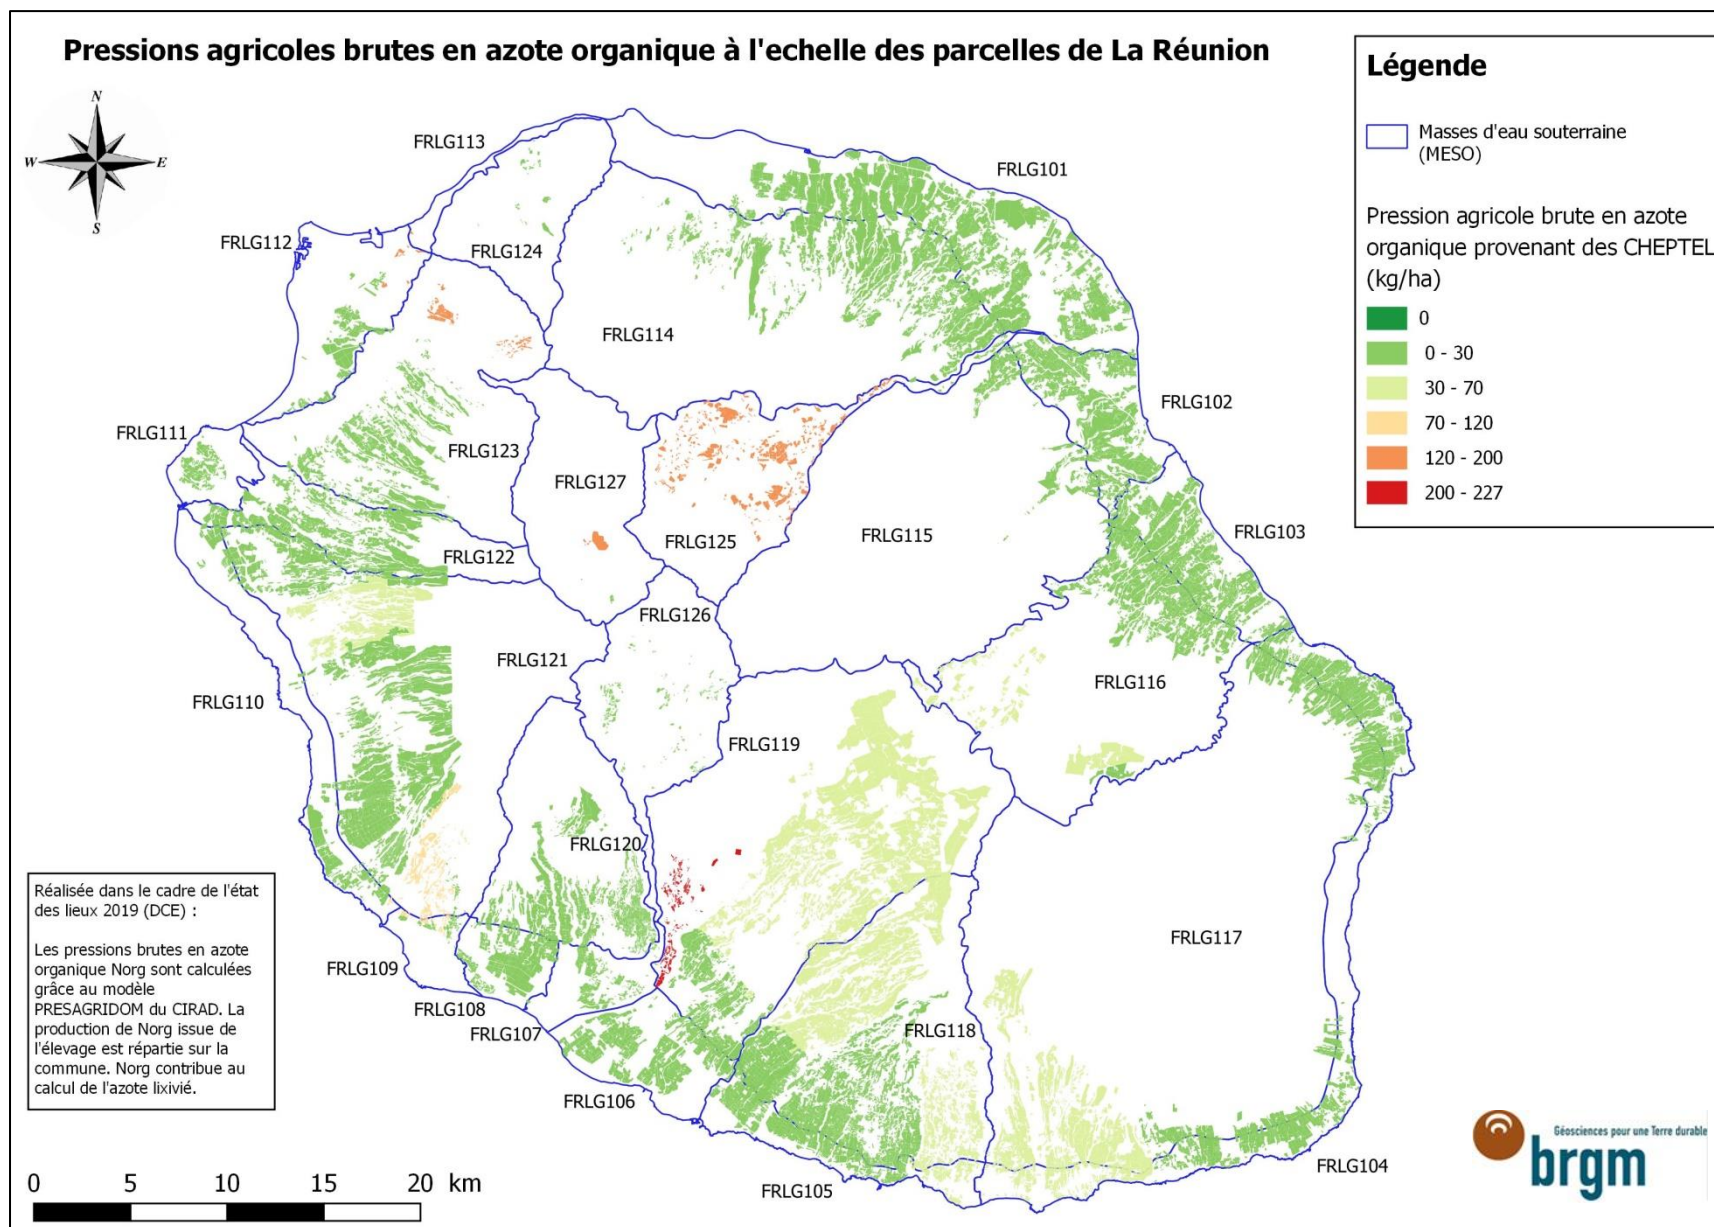 Pressions agricoles brutes en azote organique à l'echelle des parcelles de La Réunion
N
W
E
S
Légende
Masses d'eau souterraine
(MESO)
Pression agricole brute en azote
organique provenant des CHEPTEL
(kg/ha)
0
0 - 30
30 - 70
70 - 120
120 - 200
200 - 227
FRLG113
FRLG101
FRLG112
FRLG124
FRLG114
FRLG102
FRLG111
FRLG123
FRLG127
FRLG103
FRLG125
FRLG115
FRLG122
FRLG126
FRLG121
FRLG116
FRLG110
FRLG119
FRLG120
FRLG117
FRLG109
FRLG108
FRLG107
FRLG118
FRLG106
FRLG104
FRLG105
Réalisée dans le cadre de l'état
des lieux 2019 (DCE) :
Les pressions brutes en azote
organique Norg sont calculées
grâce au modèle
PRESAGRIDOM du CIRAD. La
production de Norg issue de
l'élevage est répartie sur la
commune. Norg contribue au
calcul de l'azote lixivié.
0 5 10 15 20 km
Géosciences pour une Terre durable
brgm